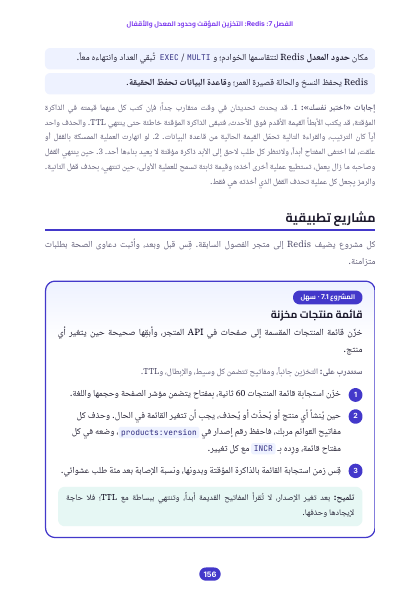 الفصل 7: Redis: التخزين المؤقت وحدود المعدل والأقفال
مكان حدود المعدل Redis لتتقاسمها الخوادم؛ و MULTI / EXEC تُبقي العداد وانتهاءه معاً.
Redis يحفظ النسخ والحالة قصيرة العمر؛ وقاعدة البيانات تحفظ الحقيقة.
إجابات «اختبر نفسك»: 1. قد يحدث تحديثان في وقت متقارب جداً؛ فإن كتب كل منهما قيمته في الذاكرة
المؤقتة، قد يكتب الأبطأ القيمة الأقدم فوق الأحدث، فتبقى الذاكرة المؤقتة خاطئة حتى ينتهي TTL. والحذف واحد
أياً كان الترتيب، والقراءة التالية تحمّل القيمة الحالية من قاعدة البيانات. 2. لو انهارت العملية الممسكة بالقفل أو
علقت، لما اختفى المفتاح أبداً، ولانتظر كل طلب لاحق إلى الأبد ذاكرة مؤقتة لا يعيد بناءها أحد. 3. حين ينتهي القفل
وصاحبه ما زال يعمل، تستطيع عملية أخرى أخذه؛ وقيمة ثابتة تسمح للعملية الأولى، حين تنتهي، بحذف قفل الثانية.
والرمز يجعل كل عملية تحذف القفل الذي أخذته هي فقط.
مشاريع تطبيقية
كل مشروع يضيف Redis إلى متجر الفصول السابقة. قِس قبل وبعد، وأثبت دعاوى الصحة بطلبات
متزامنة.
المشروع 7.1 · سهل
قائمة منتجات مخزنة
خزّن قائمة المنتجات المقسمة إلى صفحات في API المتجر، وأبقِها صحيحة حين يتغير أي
منتج.
ستتدرب على: التخزين جانباً، ومفاتيح تتضمن كل وسيط، والإبطال، وTTL.
1 خزّن استجابة قائمة المنتجات 60 ثانية، بمفتاح يتضمن مؤشر الصفحة وحجمها واللغة.
2 حين يُنشأ أي منتج أو يُحدَّث أو يُحذف، يجب أن تتغير القائمة في الحال. وحذف كل
مفاتيح القوائم مربك، فاحفظ رقم إصدار في products:version، وضعه في كل
مفتاح قائمة، وزِده بـ INCR مع كل تغيير.
3 قِس زمن استجابة القائمة بالذاكرة المؤقتة وبدونها، ونسبة الإصابة بعد مئة طلب عشوائي.
تلميح: بعد تغير الإصدار، لا تُقرأ المفاتيح القديمة أبداً، وتنتهي ببساطة مع TTL؛ فلا حاجة
لإيجادها وحذفها.
156